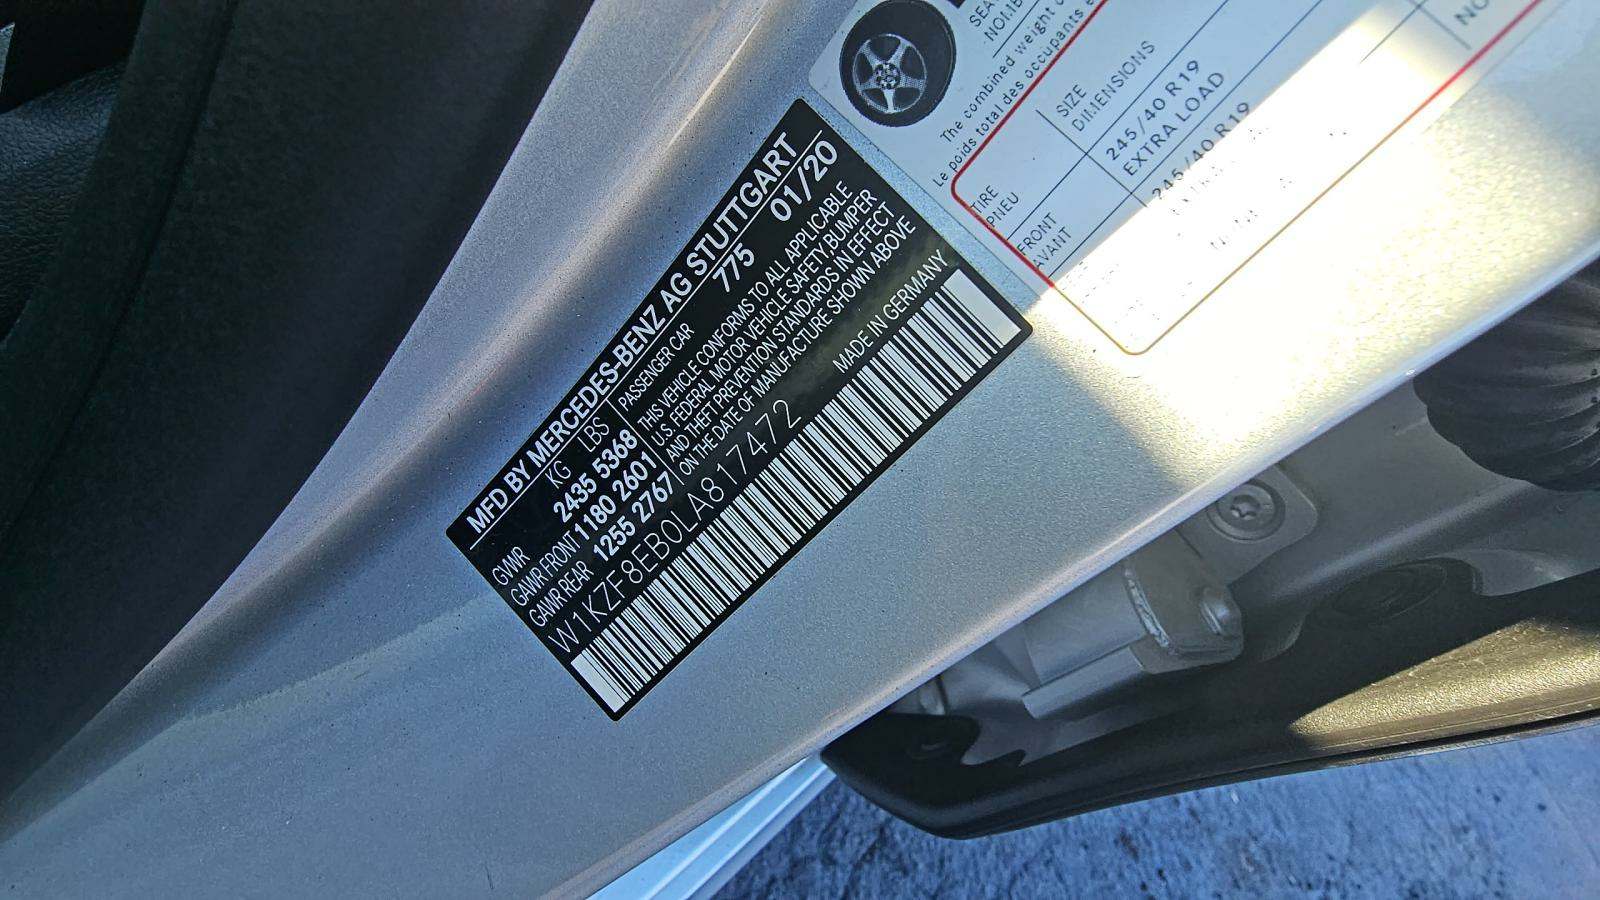 MFD BY MERCEDES-BENZ AG STUTTGART
775 01/20
KG LBS PASSENGER CAR
GVWR 2435 5368
GAWR FRONT 1180 2601
GAWR REAR 1255 2767
THIS VEHICLE CONFORMS TO ALL APPLICABLE
U.S. FEDERAL MOTOR VEHICLE SAFETY, BUMPER
AND THEFT PREVENTION STANDARDS IN EFFECT
ON THE DATE OF MANUFACTURE SHOWN ABOVE
MADE IN GERMANY
W1KZF8EB0LA817472
The combined weight
Le poids total des occupants
TIRE
PNEU
SIZE
DIMENSIONS
FRONT
AVANT
245/40 R19
EXTRA LOAD
245/40 R19